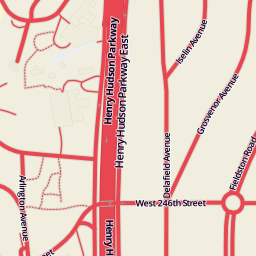 Henry Hudson Parkway
Henry Hudson Parkway East
Iselin Avenue
Grosvenor Avenue
Delafield Avenue
Fieldston Road
West 246th Street
Arlington Avenue
Henry H